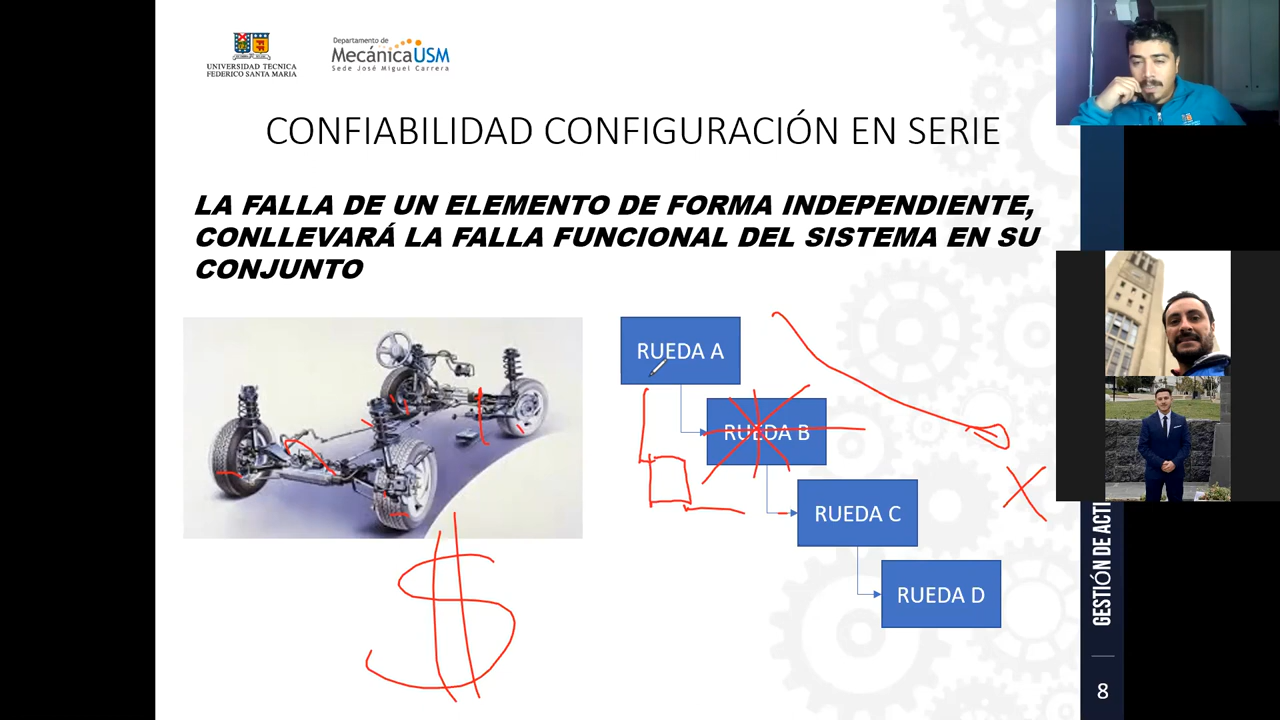 UNIVERSIDAD TECNICA
FEDERICO SANTA MARIA
Departamento de
MecánicaUSM
Sede José Miguel Carrera
CONFIABILIDAD CONFIGURACIÓN EN SERIE
LA FALLA DE UN ELEMENTO DE FORMA INDEPENDIENTE,
CONLLEVARÁ LA FALLA FUNCIONAL DEL SISTEMA EN SU
CONJUNTO
RUEDA A
RUEDA B
RUEDA C
RUEDA D
X
$
GESTIÓN DE ACTI
8